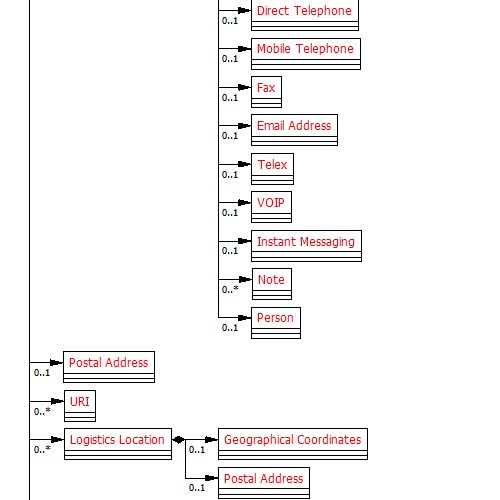 Direct Telephone
0..1
Mobile Telephone
0..1
Fax
0..1
Email Address
0..1
Telex
0..1
VOIP
0..1
Instant Messaging
0..1
Note
0..*
Person
0..1
Postal Address
0..1
URI
0..*
Logistics Location
0..*
Geographical Coordinates
0..1
Postal Address
0..1